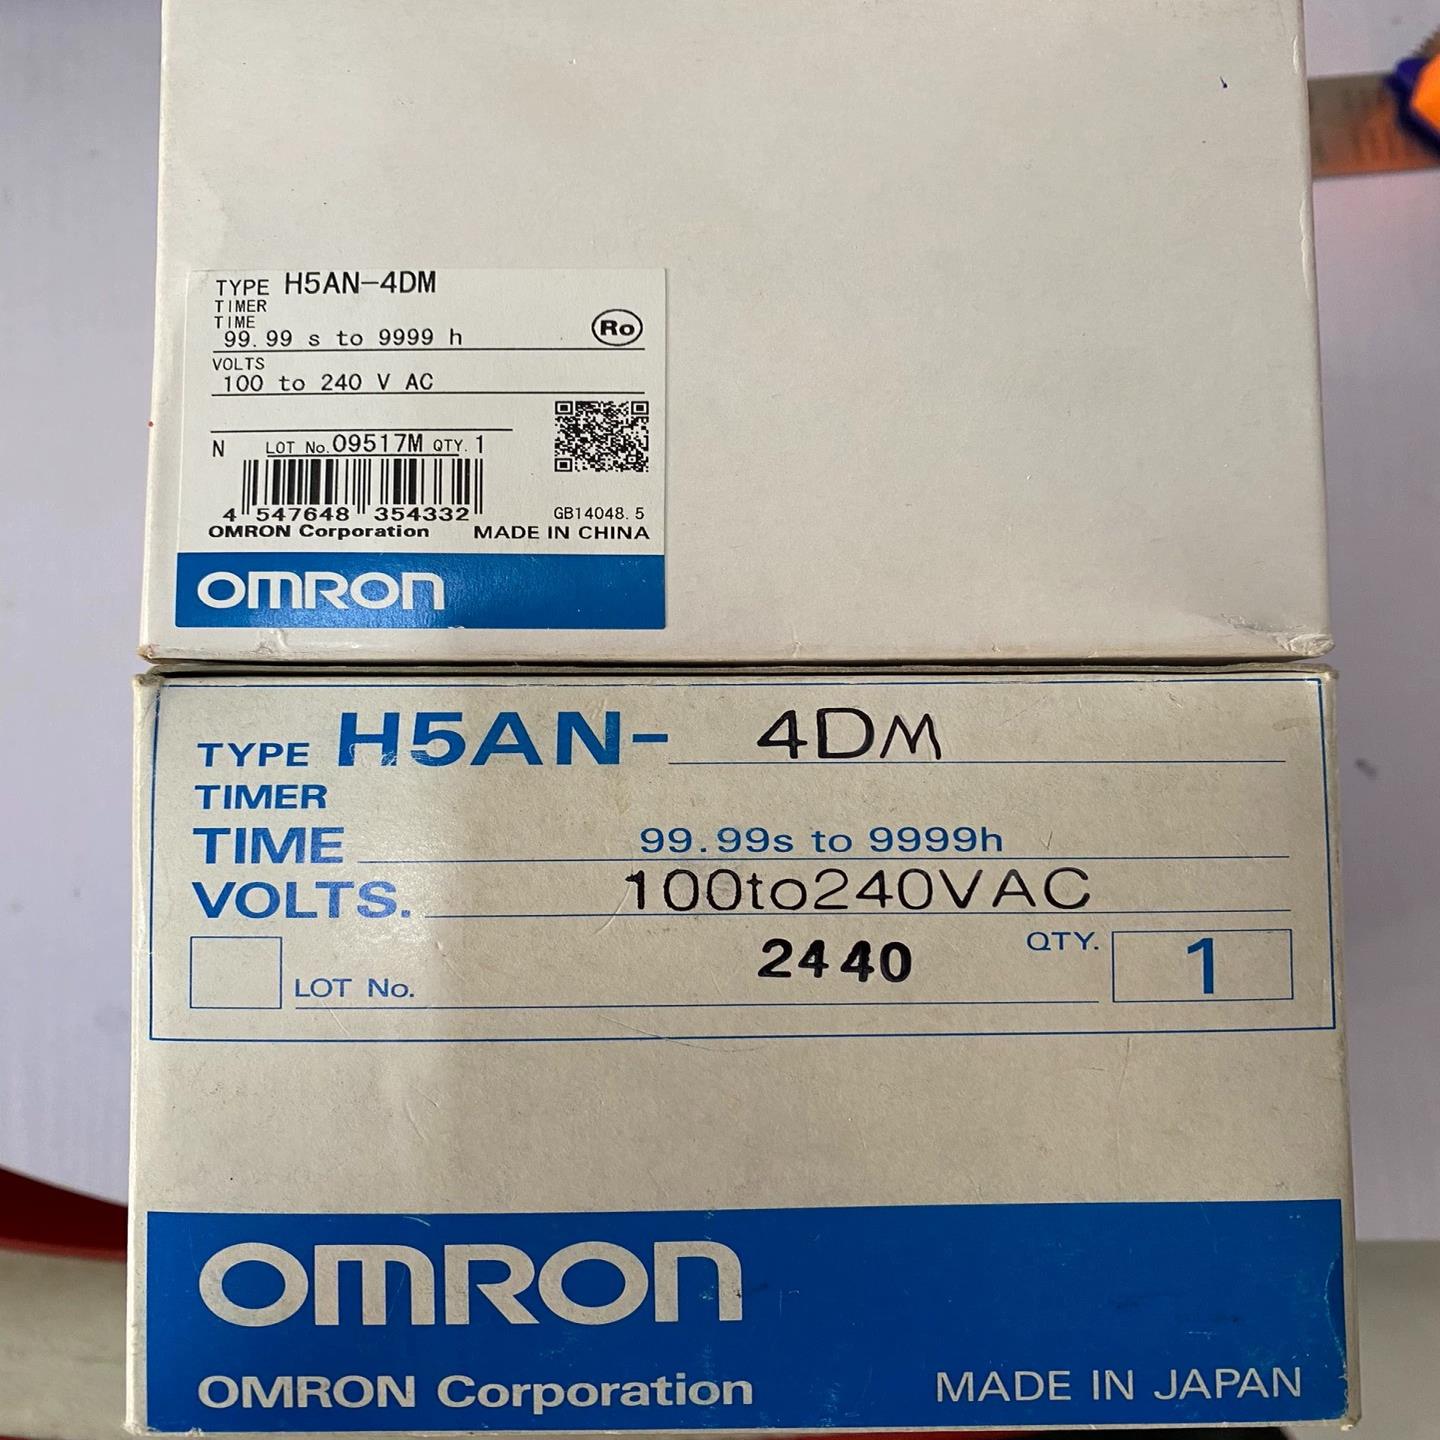 TYPE H5AN-4DM
TIMER
TIME
99.99 s to 9999 h
Ro
VOLTS
100 to 240 V AC
N LOT No. 09517M QTY. 1
4 547648 354332
GB14048.5
OMRON Corporation MADE IN CHINA
OMRON
TYPE H5AN- 4DM
TIMER
TIME 99.99s to 9999h
VOLTS. 100to240VAC
LOT No. 2440 QTY. 1
OMRON
OMRON Corporation MADE IN JAPAN